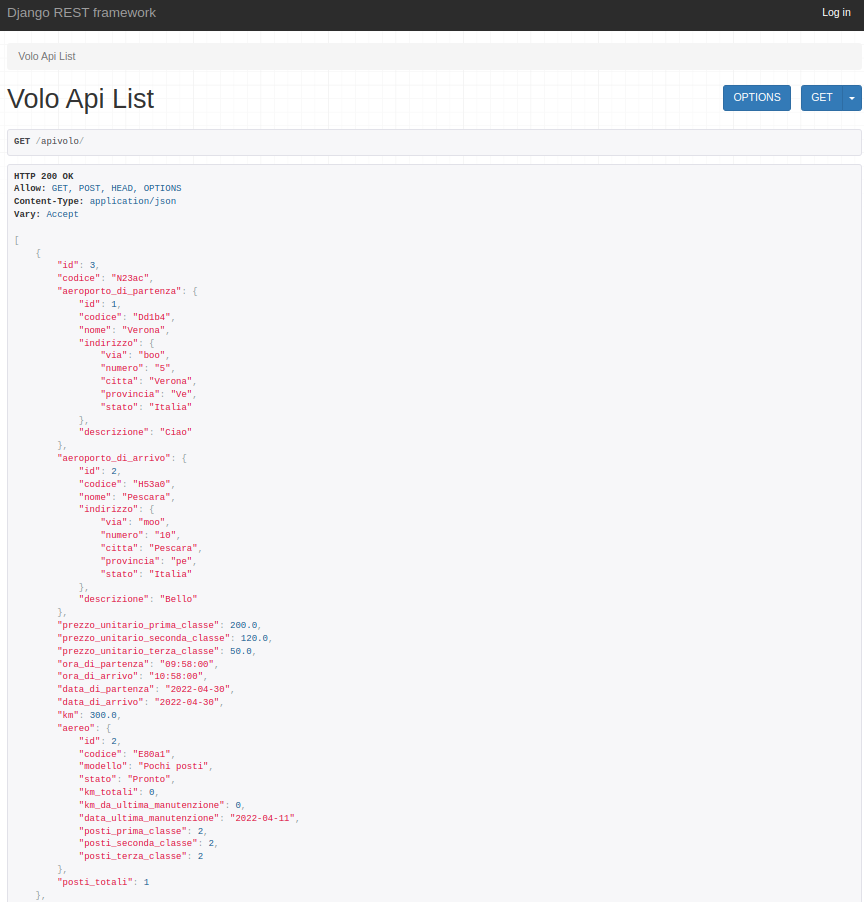 Django REST framework
Log in
Volo Api List
Volo Api List
OPTIONS
GET
GET /apivolo/
HTTP 200 OK
Allow: GET, POST, HEAD, OPTIONS
Content-Type: application/json
Vary: Accept
[
    {
        "id": 3,
        "codice": "N23ac",
        "aeroporto_di_partenza": {
            "id": 1,
            "codice": "Dd1b4",
            "nome": "Verona",
            "indirizzo": {
                "via": "boo",
                "numero": "5",
                "citta": "Verona",
                "provincia": "Ve",
                "stato": "Italia"
            },
            "descrizione": "Ciao"
        },
        "aeroporto_di_arrivo": {
            "id": 2,
            "codice": "H53a0",
            "nome": "Pescara",
            "indirizzo": {
                "via": "moo",
                "numero": "10",
                "citta": "Pescara",
                "provincia": "pe",
                "stato": "Italia"
            },
            "descrizione": "Bello"
        },
        "prezzo_unitario_prima_classe": 200.0,
        "prezzo_unitario_seconda_classe": 120.0,
        "prezzo_unitario_terza_classe": 50.0,
        "ora_di_partenza": "09:58:00",
        "ora_di_arrivo": "10:58:00",
        "data_di_partenza": "2022-04-30",
        "data_di_arrivo": "2022-04-30",
        "km": 300.0,
        "aereo": {
            "id": 2,
            "codice": "E80a1",
            "modello": "Pochi posti",
            "stato": "Pronto",
            "km_totali": 0,
            "km_da_ultima_manutenzione": 0,
            "data_ultima_manutenzione": "2022-04-11",
            "posti_prima_classe": 2,
            "posti_seconda_classe": 2,
            "posti_terza_classe": 2
        },
        "posti_totali": 1
    },